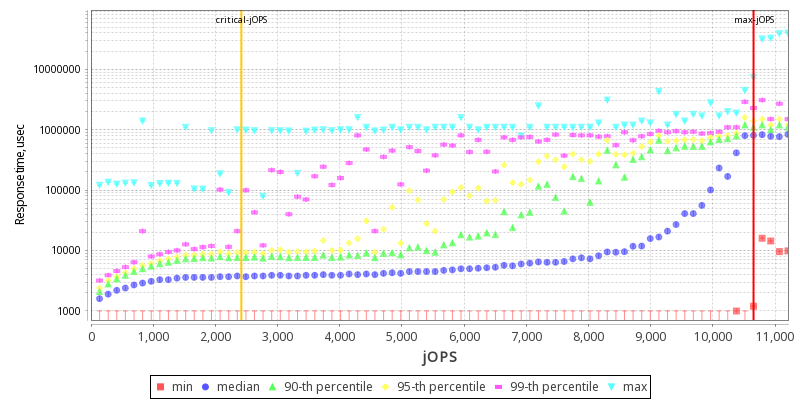 critical-jOPS
max-jOPS
10000000
1000000
100000
10000
1000
Response time, usec
0
1,000
2,000
3,000
4,000
5,000
6,000
7,000
8,000
9,000
10,000
11,000
jOPS
min
median
90-th percentile
95-th percentile
99-th percentile
max